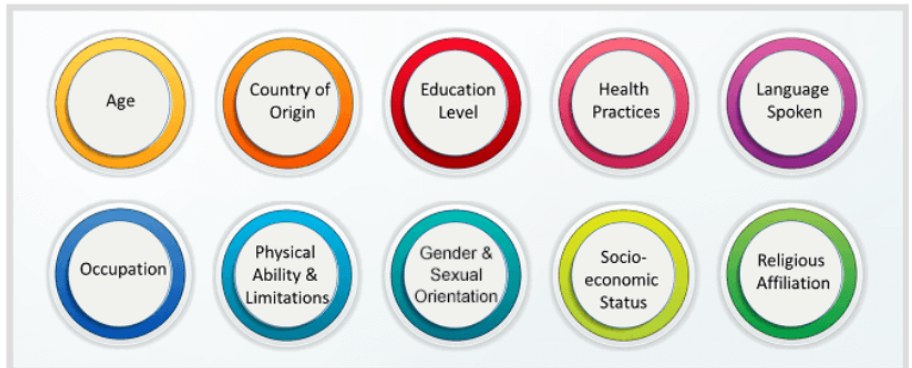 Age
Country of
Origin
Education
Level
Health
Practices
Language
Spoken
Occupation
Physical
Ability &
Limitations
Gender &
Sexual
Orientation
Socio-
economic
Status
Religious
Affiliation